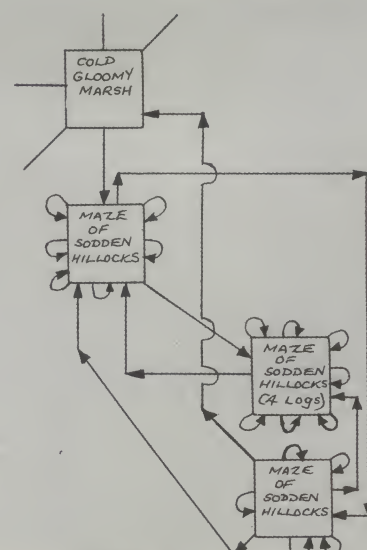 COLD
GLOOMY
MARSH
MAZE
OF
SODDEN
HILLOCKS
MAZE
OF
SODDEN
HILLOCKS
(4 LOGS)
MAZE
OF
SODDEN
HILLOCKS